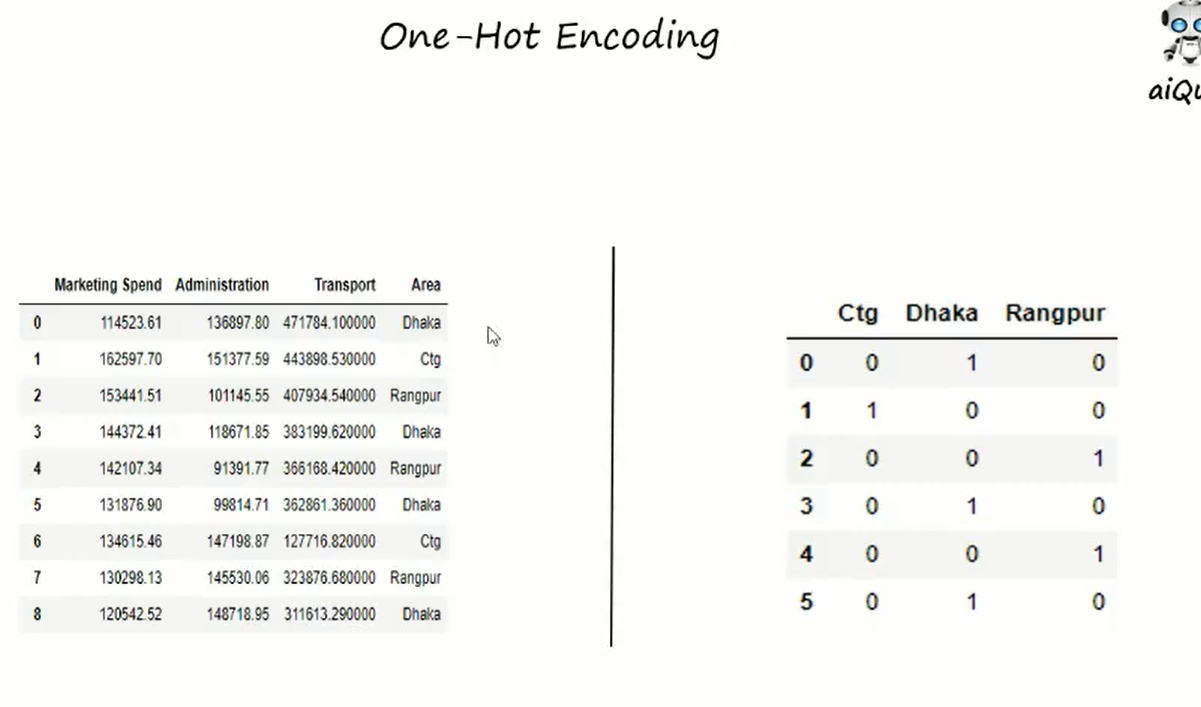 One-Hot Encoding
Marketing Spend Administration Transport Area
0 114523.61 136897.80 471784.100000 Dhaka
1 162597.70 151377.59 443898.530000 Ctg
2 153441.51 101145.55 407934.540000 Rangpur
3 144372.41 118671.85 383199.620000 Dhaka
4 142107.34 91391.77 366168.420000 Rangpur
5 131876.90 99814.71 362861.360000 Dhaka
6 134615.46 147198.87 127716.820000 Ctg
7 130298.13 145530.06 323876.680000 Rangpur
8 120542.52 148718.95 311613.290000 Dhaka
Ctg Dhaka Rangpur
0 0 1 0
1 1 0 0
2 0 0 1
3 0 1 0
4 0 0 1
5 0 1 0